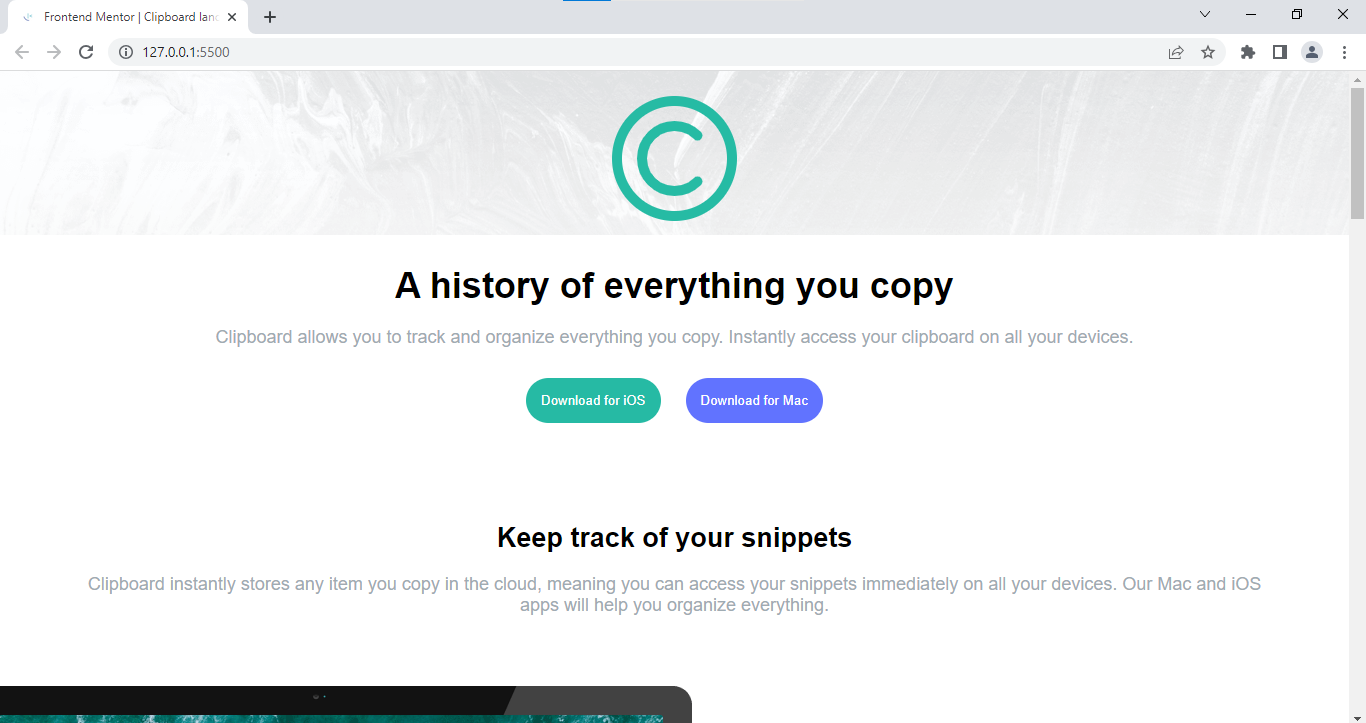 Frontend Mentor | Clipboard lan
127.0.0.1:5500
A history of everything you copy
Clipboard allows you to track and organize everything you copy. Instantly access your clipboard on all your devices.
Download for iOS
Download for Mac
Keep track of your snippets
Clipboard instantly stores any item you copy in the cloud, meaning you can access your snippets immediately on all your devices. Our Mac and iOS
apps will help you organize everything.